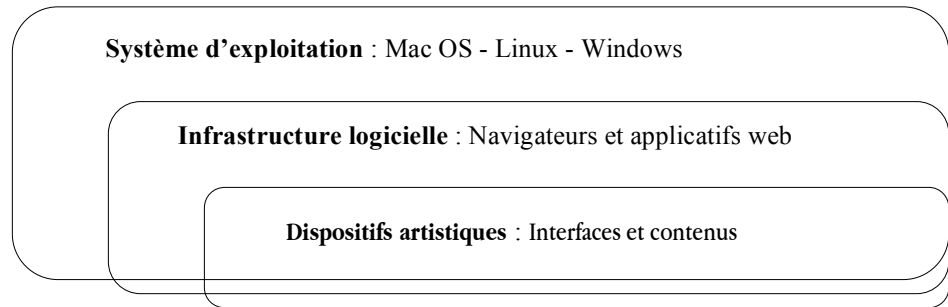 Système d’exploitation : Mac OS - Linux - Windows
Infrastructure logicielle : Navigateurs et applicatifs web
Dispositifs artistiques : Interfaces et contenus